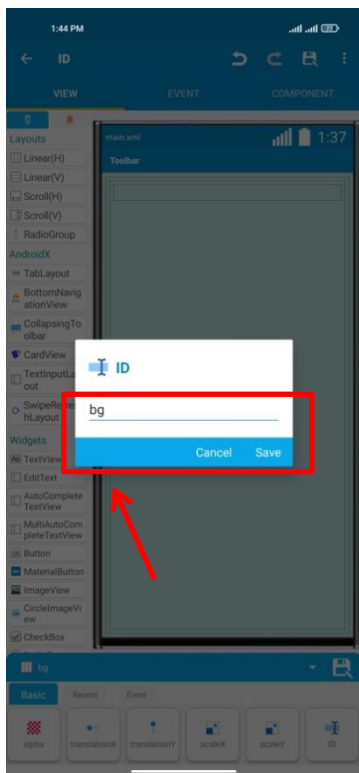 1:44 PM
ID
VIEW
EVENT
COMPONENT
main.xml
1:37
Layouts
Toolbar
Linear(H)
Linear(V)
Scroll(H)
Scroll(V)
RadioGroup
AndroidX
TabLayout
BottomNavig
ationView
CollapsingTo
olbar
CardView
TextInputL
out
SwipeRe
hLayout
ID
bg
Cancel
Save
Widgets
TextView
EditText
AutoComplete
TextView
MultiAutoCom
pleteTextView
Button
MaterialButton
ImageView
CircleImageVi
ew
CheckBox
bg
Basic
Recent
Event
alpha
translationX
translationY
scaleX
scaleY
ID